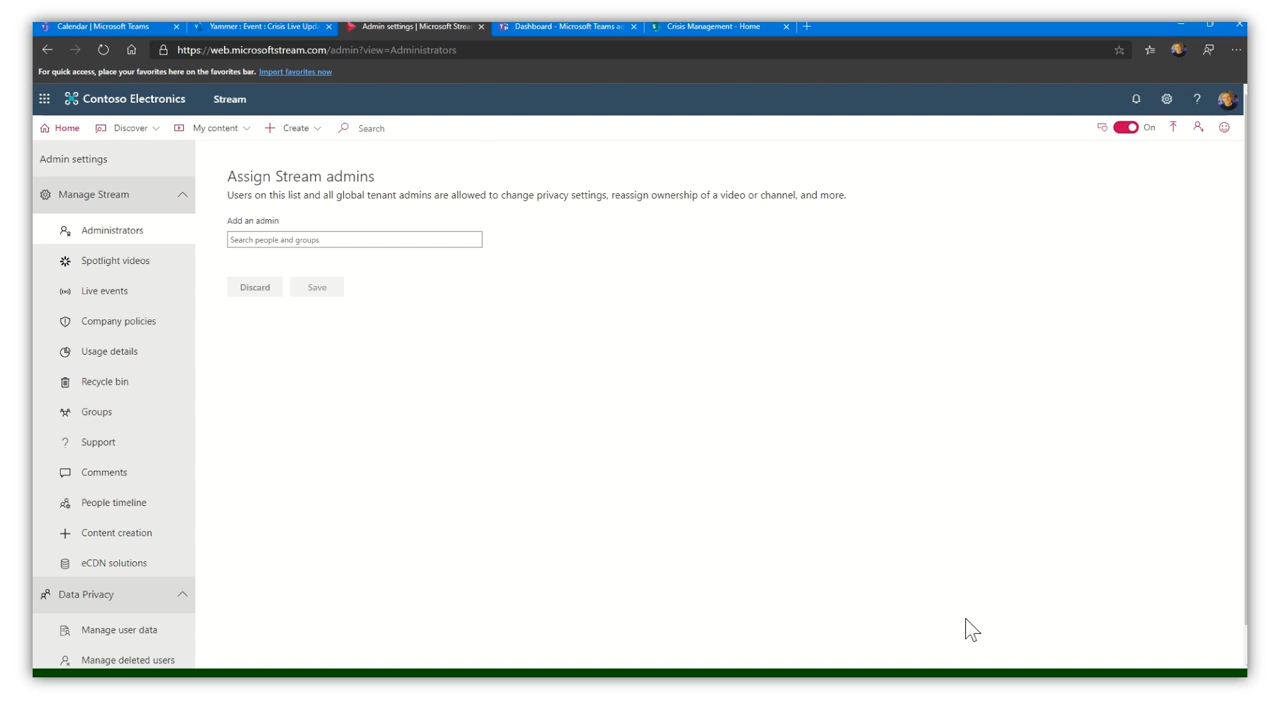 Calendar | Microsoft Teams
Yammer : Event : Crisis Live Upda
Admin settings | Microsoft Strea
Dashboard - Microsoft Teams ad
Crisis Management - Home
https://web.microsoftstream.com/admin?view=Administrators
For quick access, place your favorites here on the favorites bar. Import favorites now
Contoso Electronics
Stream
Home
Discover
My content
Create
Search
On
Admin settings
Manage Stream
Administrators
Spotlight videos
Live events
Company policies
Usage details
Recycle bin
Groups
Support
Comments
People timeline
Content creation
eCDN solutions
Data Privacy
Manage user data
Manage deleted users
Assign Stream admins
Users on this list and all global tenant admins are allowed to change privacy settings, reassign ownership of a video or channel, and more.
Add an admin
Search people and groups
Discard
Save